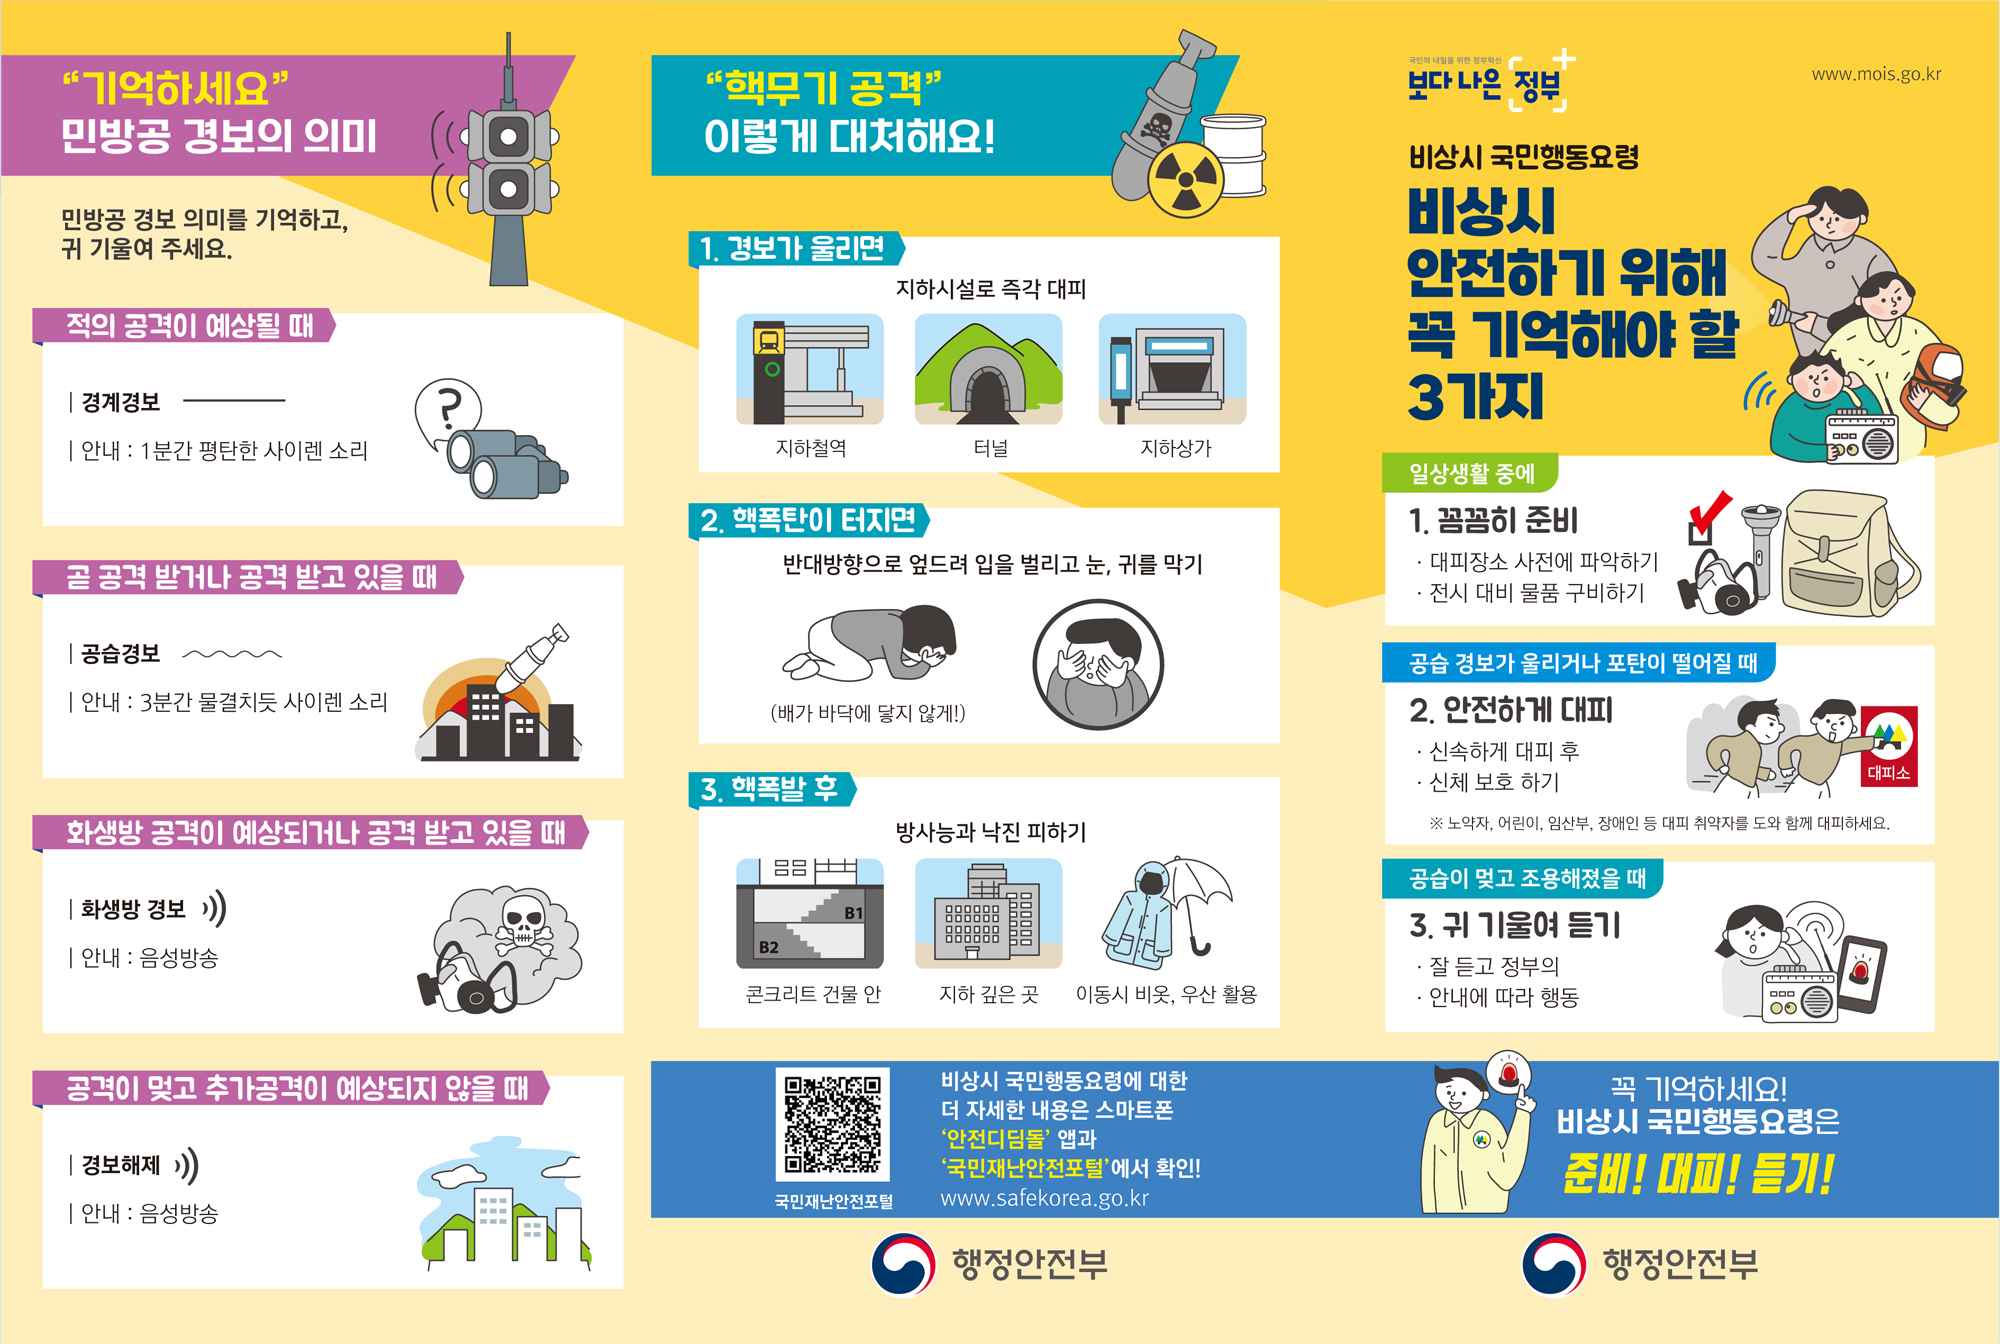 “기억하세요”
민방공 경보의 의미
민방공 경보 의미를 기억하고,
귀 기울여 주세요.
적의 공격이 예상될 때
| 경계경보
| 안내 : 1분간 평탄한 사이렌 소리
?
곧 공격 받거나 공격 받고 있을 때
| 공습경보
| 안내 : 3분간 물결치듯 사이렌 소리
화생방 공격이 예상되거나 공격 받고 있을 때
| 화생방 경보
| 안내 : 음성방송
공격이 멎고 추가공격이 예상되지 않을 때
| 경보해제
| 안내 : 음성방송
“핵무기 공격”
이렇게 대처해요!
1. 경보가 울리면
지하시설로 즉각 대피
지하철역
터널
지하상가
2. 핵폭탄이 터지면
반대방향으로 엎드려 입을 벌리고 눈, 귀를 막기
(배가 바닥에 닿지 않게!)
3. 핵폭발 후
방사능과 낙진 피하기
B1
B2
콘크리트 건물 안
지하 깊은 곳
이동시 비옷, 우산 활용
국민재난안전포털
비상시 국민행동요령에 대한
더 자세한 내용은 스마트폰
‘안전디딤돌’ 앱과
‘국민재난안전포털’에서 확인!
www.safekorea.go.kr
행정안전부
국민의 내일을 위한 정부혁신
보다 나은 정부
www.mois.go.kr
비상시 국민행동요령
비상시
안전하기 위해
꼭 기억해야 할
3가지
일상생활 중에
1. 꼼꼼히 준비
· 대피장소 사전에 파악하기
· 전시 대비 물품 구비하기
공습 경보가 울리거나 포탄이 떨어질 때
2. 안전하게 대피
· 신속하게 대피 후
· 신체 보호 하기
대피소
※ 노약자, 어린이, 임산부, 장애인 등 대피 취약자를 도와 함께 대피하세요.
공습이 멎고 조용해졌을 때
3. 귀 기울여 듣기
· 잘 듣고 정부의
· 안내에 따라 행동
꼭 기억하세요!
비상시 국민행동요령은
준비! 대피! 듣기!
행정안전부